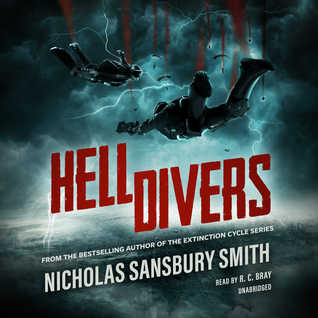 HELL
DIVERS
FROM THE BESTSELLING AUTHOR OF THE EXTINCTION CYCLE SERIES
NICHOLAS SANSBURY SMITH
READ BY R. C. BRAY
UNABRIDGED